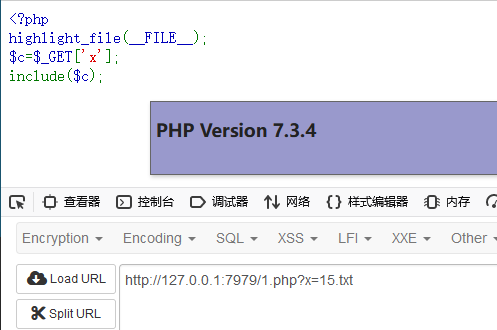 <?php
highlight_file(__FILE__);
$c=$_GET['x'];
include($c);
PHP Version 7.3.4
查看器 控制台 调试器 网络 样式编辑器 内存
Encryption Encoding SQL XSS LFI XXE Other
Load URL http://127.0.0.1:7979/1.php?x=15.txt
Split URL